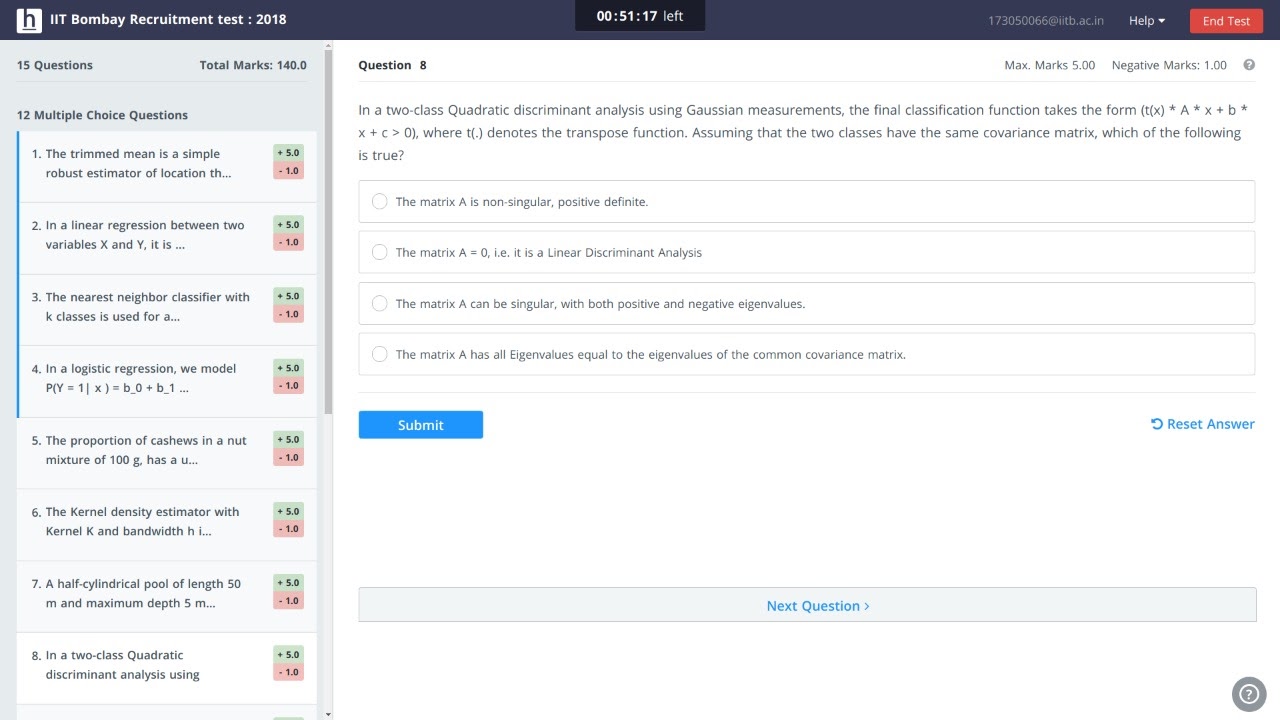 h IIT Bombay Recruitment test : 2018
00:51:17 left
173050066@iitb.ac.in
Help
End Test
15 Questions
Total Marks: 140.0
12 Multiple Choice Questions
1. The trimmed mean is a simple
robust estimator of location th...
+ 5.0
- 1.0
2. In a linear regression between two
variables X and Y, it is ...
+ 5.0
- 1.0
3. The nearest neighbor classifier with
k classes is used for a...
+ 5.0
- 1.0
4. In a logistic regression, we model
P(Y = 1| x ) = b_0 + b_1 ...
+ 5.0
- 1.0
5. The proportion of cashews in a nut
mixture of 100 g, has a u...
+ 5.0
- 1.0
6. The Kernel density estimator with
Kernel K and bandwidth h i...
+ 5.0
- 1.0
7. A half-cylindrical pool of length 50
m and maximum depth 5 m...
+ 5.0
- 1.0
8. In a two-class Quadratic
discriminant analysis using
+ 5.0
- 1.0
Question 8
Max. Marks 5.00
Negative Marks: 1.00
?
In a two-class Quadratic discriminant analysis using Gaussian measurements, the final classification function takes the form (t(x) * A * x + b *
x + c > 0), where t(.) denotes the transpose function. Assuming that the two classes have the same covariance matrix, which of the following
is true?
The matrix A is non-singular, positive definite.
The matrix A = 0, i.e. it is a Linear Discriminant Analysis
The matrix A can be singular, with both positive and negative eigenvalues.
The matrix A has all Eigenvalues equal to the eigenvalues of the common covariance matrix.
Submit
Reset Answer
Next Question >
?